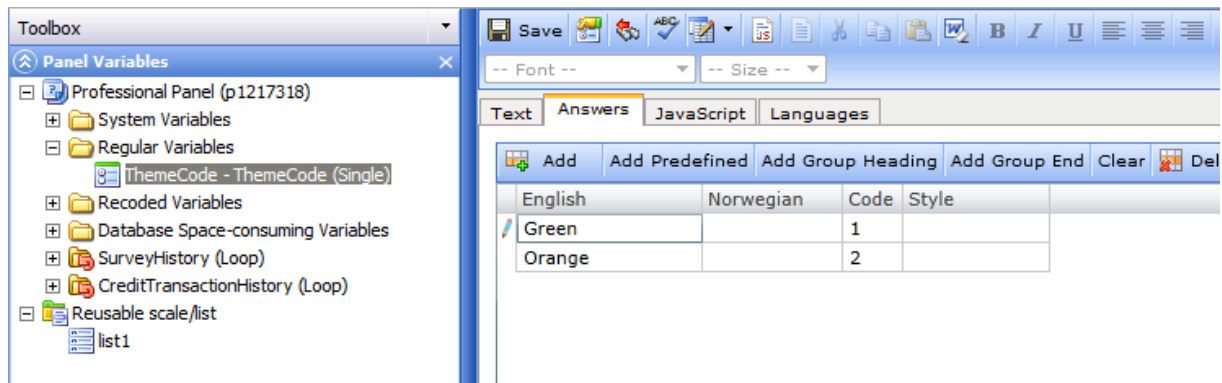 Toolbox
Panel Variables
Professional Panel (p1217318)
System Variables
Regular Variables
ThemeCode - ThemeCode (Single)
Recoded Variables
Database Space-consuming Variables
SurveyHistory (Loop)
CreditTransactionHistory (Loop)
Reusable scale/list
list1
Save ABC JS W B I U
-- Font -- -- Size --
Text Answers JavaScript Languages
Add Add Predefined Add Group Heading Add Group End Clear Del
English Norwegian Code Style
Green 1
Orange 2